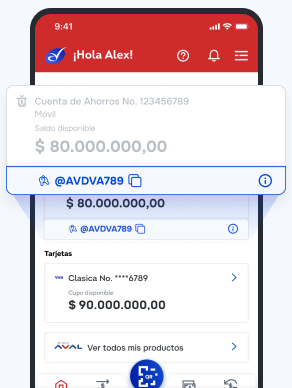 9:41
¡Hola Alex!
Cuenta de Ahorros No. 123456789
Móvil
Saldo disponible
$ 80.000.000,00
@AVDVA789
$ 80.000.000,00
@AVDVA789
Tarjetas
VISA Clasica No. ****6789
Cupo disponible
$ 90.000.000,00
AVAL Ver todos mis productos
QR